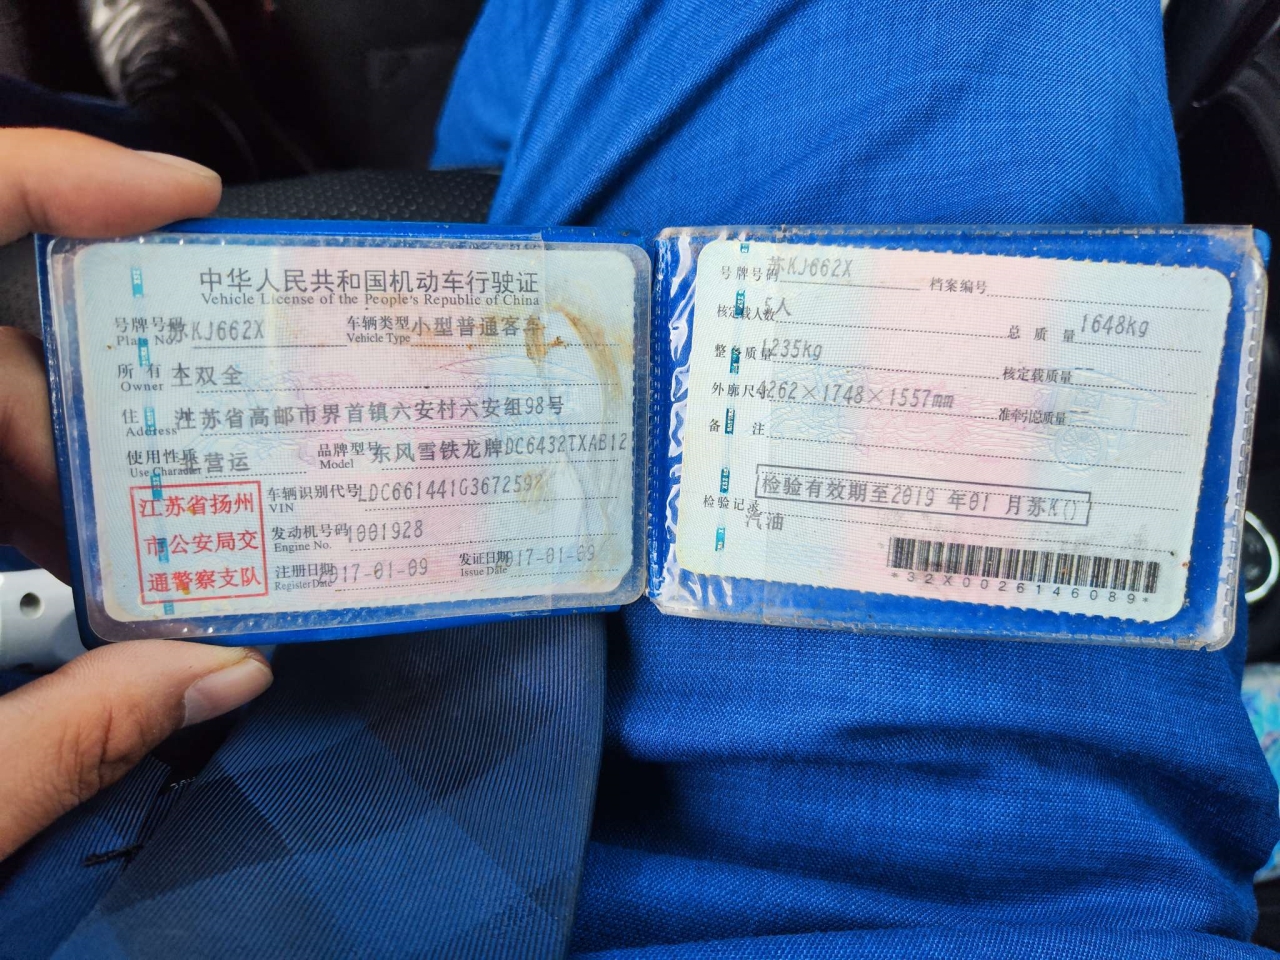 中华人民共和国机动车行驶证
Vehicle License of the People's Republic of China
号牌号码 苏KJ662X 车辆类型 小型普通客车
Plate No. Vehicle Type
所有人 双全
Owner
住址 江苏省高邮市界首镇六安村六安组98号
Address
使用性质 非营运 品牌型号 东风雪铁龙牌DC6432TXAB12
Use Character Model
江苏省扬州
市公安局交
通警察支队
车辆识别代号 LDC661441G3672592
VIN
发动机号码 1001928
Engine No.
注册日期 017-01-09 发证日期 017-01-09
Register Date Issue Date
号牌号码 苏KJ662X 档案编号
核定载人数 5人 总质量 1648kg
整备质量 1235kg 核定载质量 --
外廓尺寸 4262×1748×1557mm 准牵引总质量 --
备注
检验有效期至2019年01月苏K()
检验记录
汽油
*32X0026146089*